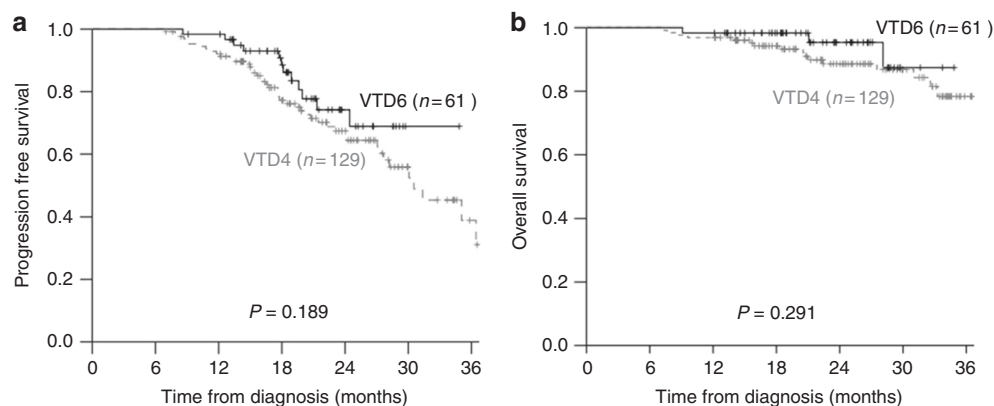 a
1.0
0.8
0.6
0.4
0.2
0.0
Progression free survival
VTD6 (n=61)
VTD4 (n=129)
P = 0.189
0 6 12 18 24 30 36
Time from diagnosis (months)
b
1.0
0.8
0.6
0.4
0.2
0.0
Overall survival
VTD6 (n=61)
VTD4 (n=129)
P = 0.291
0 6 12 18 24 30 36
Time from diagnosis (months)